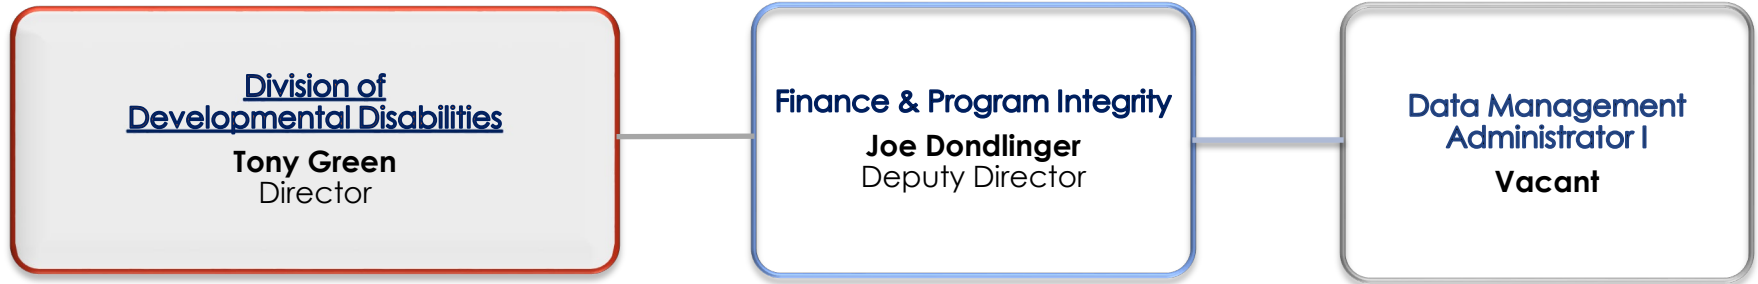 Division of
Developmental Disabilities
Tony Green
Director
Finance & Program Integrity
Joe Dondlinger
Deputy Director
Data Management
Administrator I
Vacant